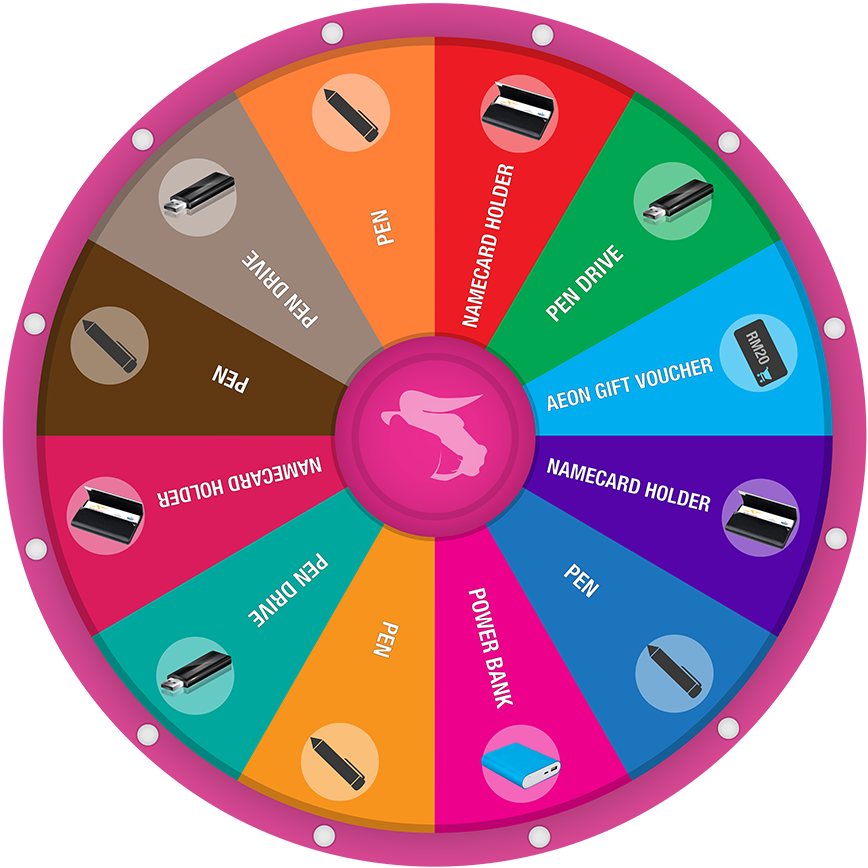 NAMECARD HOLDER
PEN DRIVE
RM20
AEON GIFT VOUCHER
NAMECARD HOLDER
PEN
POWER BANK
PEN
PEN DRIVE
NAMECARD HOLDER
PEN
PEN DRIVE
PEN